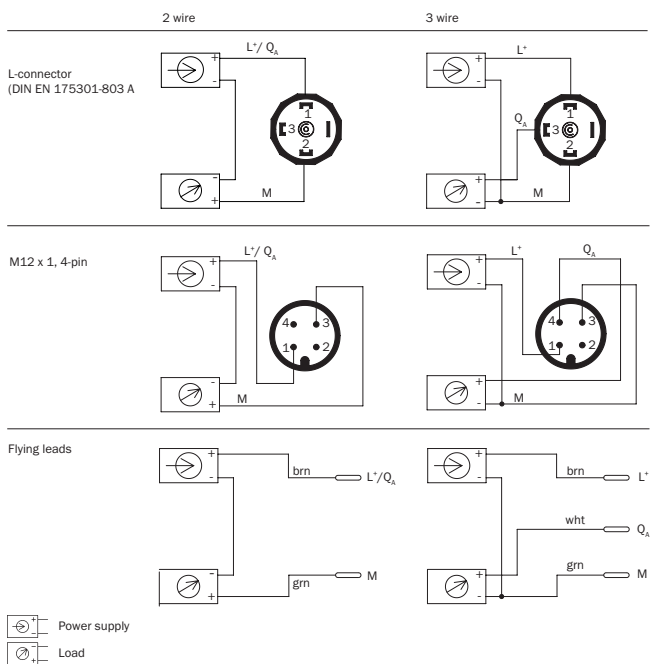 2 wire 3 wire
L-connector
(DIN EN 175301-803 A
+ L⁺/ Q_A
-
1
3
2
-
+ M
+ L⁺
-
Q_A
1
3
2
+
- M
M12 x 1, 4-pin
+ L⁺/ Q_A
-
4 3
1 2
-
+ M
+ L⁺ Q_A
-
4 3
1 2
+
- M
Flying leads
+
-
brn L⁺/Q_A
-
+
grn M
+
-
brn L⁺
wht Q_A
+
-
grn M
+
- Power supply
-
+ Load